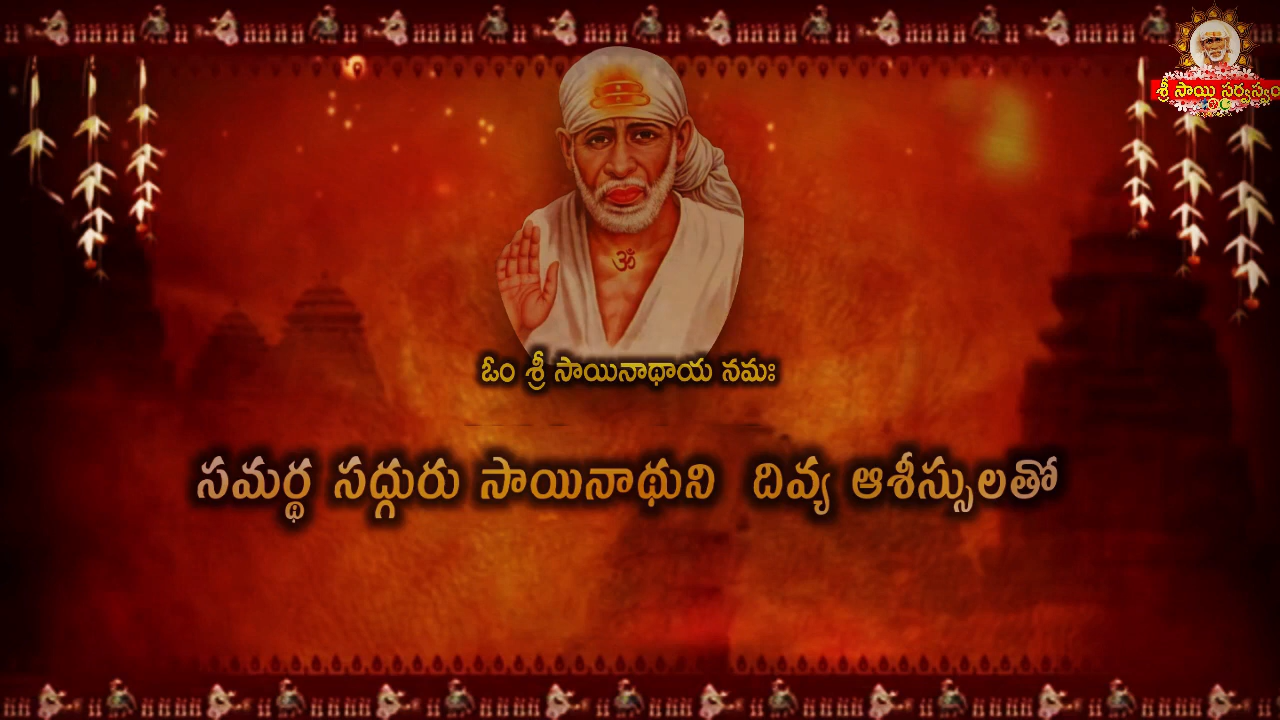 శ్రీ సాయి సర్వస్వం
ॐ
ఓం శ్రీ సాయినాథాయ నమః
సమర్థ సద్గురు సాయినాథుని దివ్య ఆశీస్సులతో